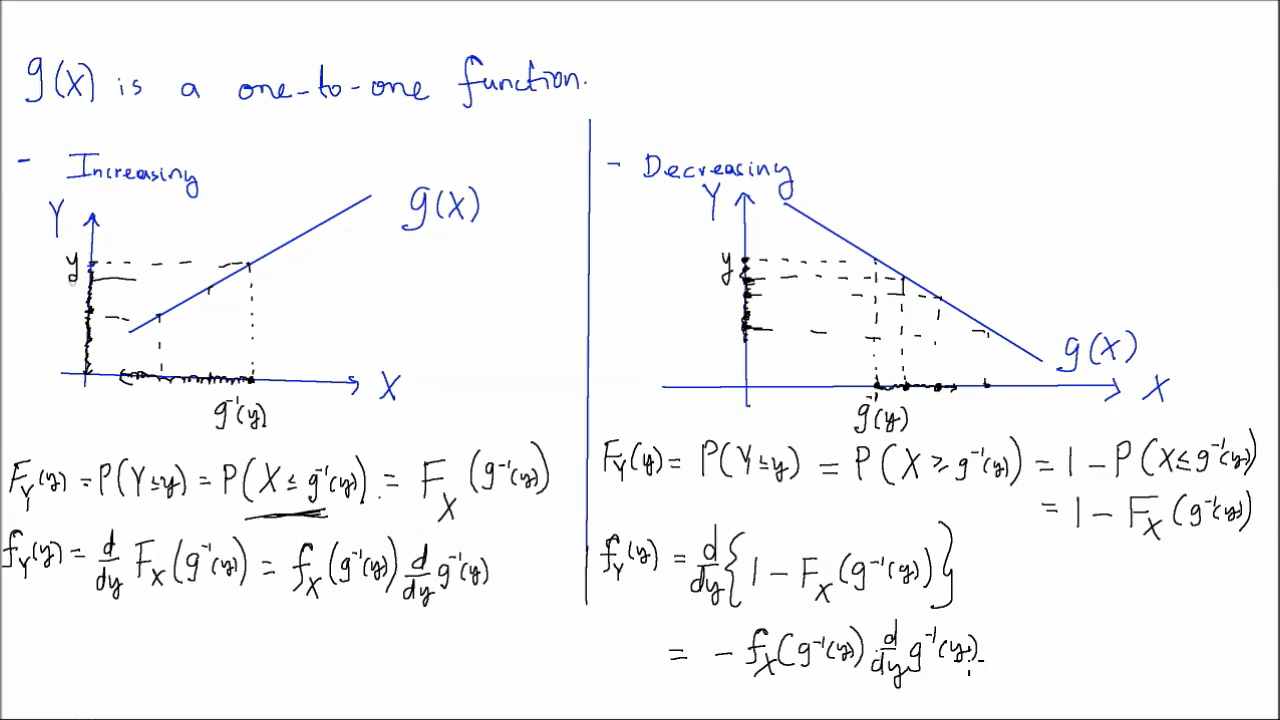 g(X) is a one-to-one function.
- Increasing
Y
g(X)
y
X
g⁻¹(y)
F_Y(y) = P(Y≤y) = P(X ≤ g⁻¹(y)). = F_X(g⁻¹(y))
f_Y(y) = d/dy F_X(g⁻¹(y)) = f_X(g⁻¹(y)) d/dy g⁻¹(y)
- Decreasing
Y
y
g(X)
X
g⁻¹(y)
F_Y(y) = P(Y≤y) = P(X ≥ g⁻¹(y)) = 1 - P(X≤g⁻¹(y))
= 1 - F_X(g⁻¹(y))
f_Y(y) = d/dy {1 - F_X(g⁻¹(y))}
= - f_X(g⁻¹(y)) d/dy g⁻¹(y).